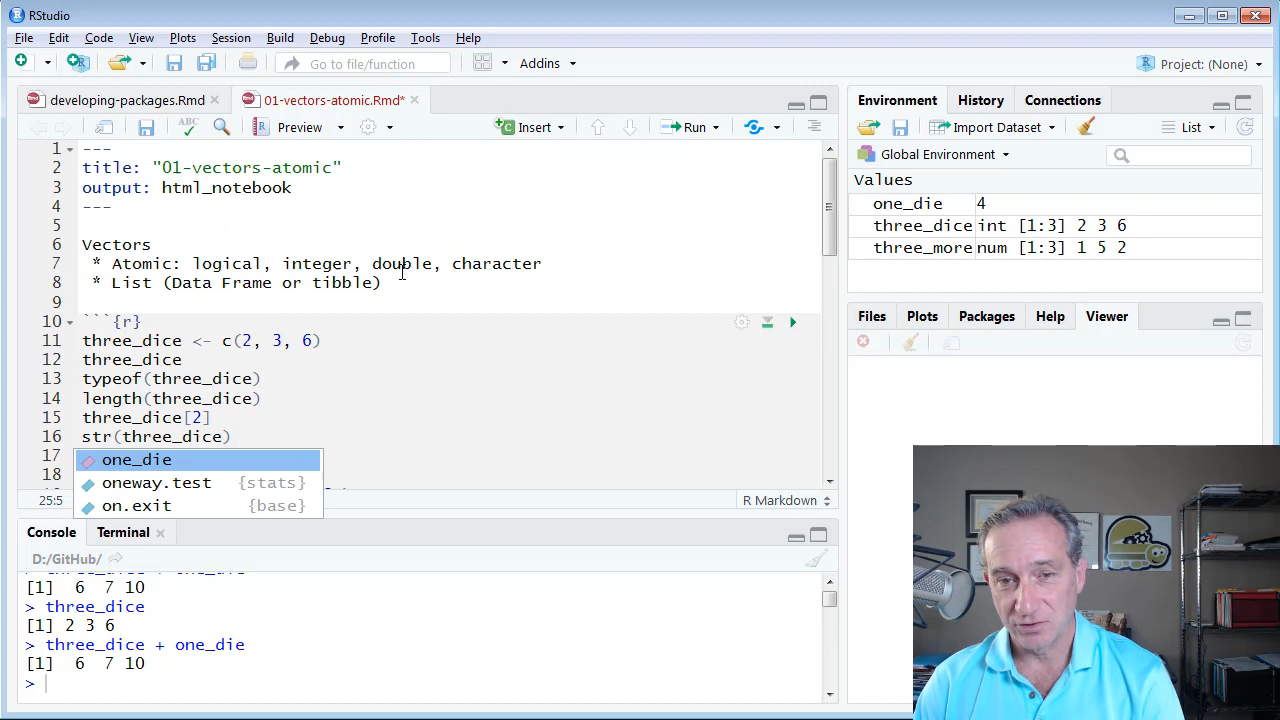 RStudio
File Edit Code View Plots Session Build Debug Profile Tools Help
Go to file/function Addins Project: (None)
developing-packages.Rmd 01-vectors-atomic.Rmd*
ABC Preview Insert Run
1 ---
2 title: "01-vectors-atomic"
3 output: html_notebook
4 ---
5
6 Vectors
7 * Atomic: logical, integer, double, character
8 * List (Data Frame or tibble)
9
10 ```{r}
11 three_dice <- c(2, 3, 6)
12 three_dice
13 typeof(three_dice)
14 length(three_dice)
15 three_dice[2]
16 str(three_dice)
17
18
one_die
oneway.test {stats}
on.exit {base}
25:5 R Markdown
Console Terminal
D:/GitHub/
[1] 6 7 10
> three_dice
[1] 2 3 6
> three_dice + one_die
[1] 6 7 10
>
Environment History Connections
Import Dataset List
Global Environment
Values
one_die 4
three_dice int [1:3] 2 3 6
three_more num [1:3] 1 5 2
Files Plots Packages Help Viewer